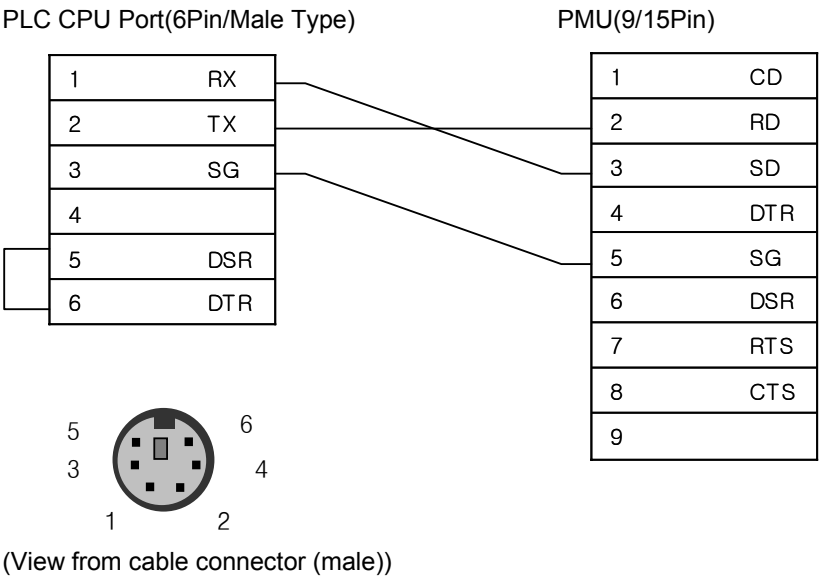 PLC CPU Port(6Pin/Male Type)
PMU(9/15Pin)
1 RX
2 TX
3 SG
4
5 DSR
6 DTR
1 CD
2 RD
3 SD
4 DTR
5 SG
6 DSR
7 RTS
8 CTS
9
5 6
3 4
1 2
(View from cable connector (male))